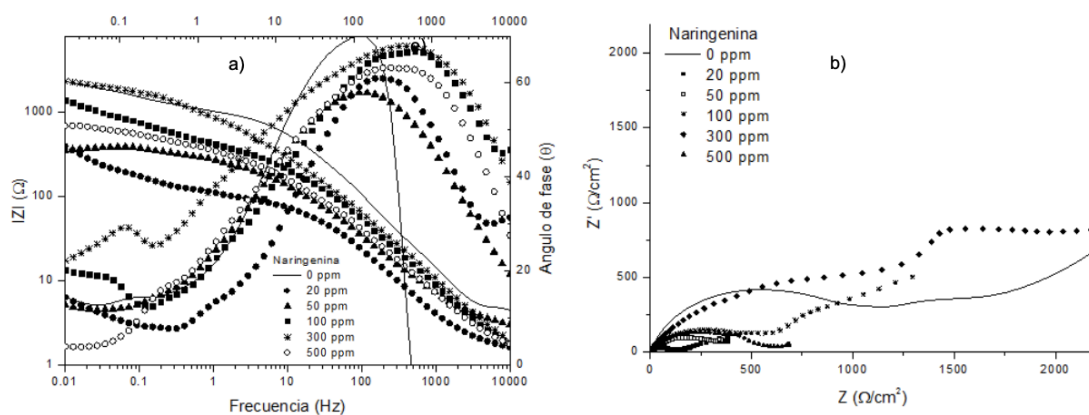 0.1 1 10 100 1000 10000
a)
1000
100
10
1
IZI (Ω)
60
40
20
0
Angulo de fase (θ)
Naringenina
0 ppm
20 ppm
50 ppm
100 ppm
300 ppm
500 ppm
0.01 0.1 1 10 100 1000 10000
Frecuencia (Hz)
b)
Naringenina
0 ppm
20 ppm
50 ppm
100 ppm
300 ppm
500 ppm
2000
1500
1000
500
0
Z' (Ω/cm²)
0 500 1000 1500 2000
Z (Ω/cm²)